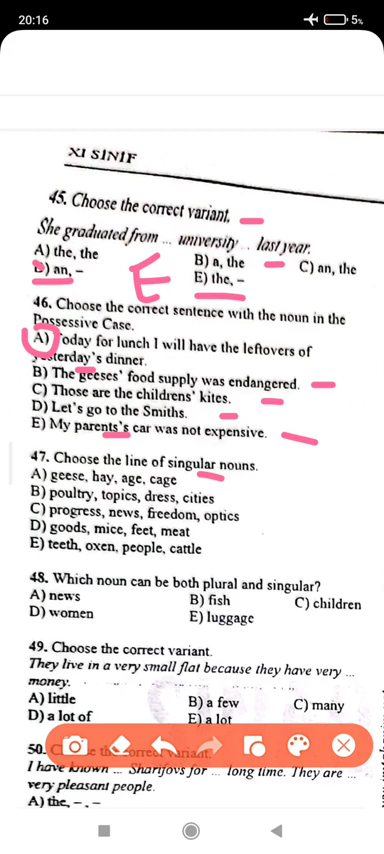 20:16
5%
XI SINIF
45. Choose the correct variant.
She graduated from ... university .. last year.
A) the, the
B) a, the
C) an, the
D) an, –
E) the, –
E
46. Choose the correct sentence with the noun in the
Possessive Case.
A) Today for lunch I will have the leftovers of
yesterday's dinner.
B) The geeses' food supply was endangered.
C) Those are the childrens' kites.
D) Let's go to the Smiths.
E) My parents's car was not expensive.
47. Choose the line of singular nouns.
A) geese, hay, age, cage
B) poultry, topics, dress, cities
C) progress, news, freedom, optics
D) goods, mice, feet, meat
E) teeth, oxen, people, cattle
48. Which noun can be both plural and singular?
A) news
B) fish
C) children
D) women
E) luggage
49. Choose the correct variant.
They live in a very small flat because they have very ...
money.
A) little
B) a few
C) many
D) a lot of
E) a lot
50. variant.
I have known ... Sharifovs for ... long time. They are ...
very pleasant people.
A) the, – , –